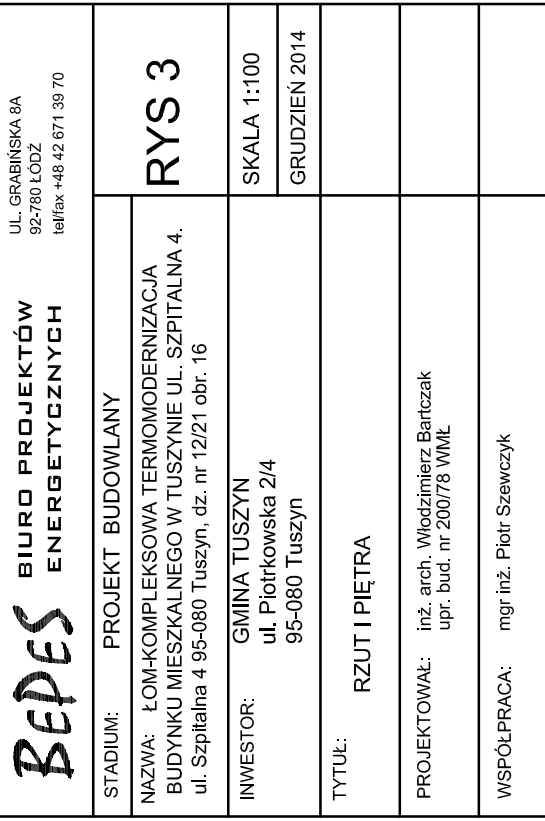 BEPES
BIURO PROJEKTÓW
ENERGETYCZNYCH
UL. GRABIŃSKA 8A
92-780 ŁÓDŹ
tel/fax +48 42 671 39 70
STADIUM: PROJEKT BUDOWLANY
NAZWA: ŁOM-KOMPLEKSOWA TERMOMODERNIZACJA
BUDYNKU MIESZKALNEGO W TUSZYNIE UL. SZPITALNA 4.
ul. Szpitalna 4 95-080 Tuszyn, dz. nr 12/21 obr. 16
RYS 3
INWESTOR: GMINA TUSZYN
ul. Piotrkowska 2/4
95-080 Tuszyn
SKALA 1:100
GRUDZIEŃ 2014
TYTUŁ:
RZUT I PIĘTRA
PROJEKTOWAŁ: inż. arch. Włodzimierz Bartczak
upr. bud. nr 200/78 WMŁ
WSPÓŁPRACA: mgr inż. Piotr Szewczyk